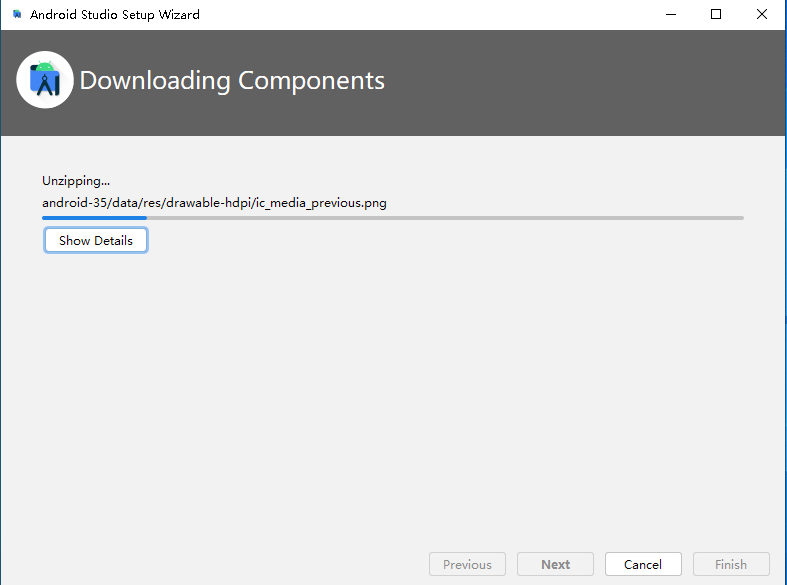 Android Studio Setup Wizard
Downloading Components
Unzipping...
android-35/data/res/drawable-hdpi/ic_media_previous.png
Show Details
Previous
Next
Cancel
Finish